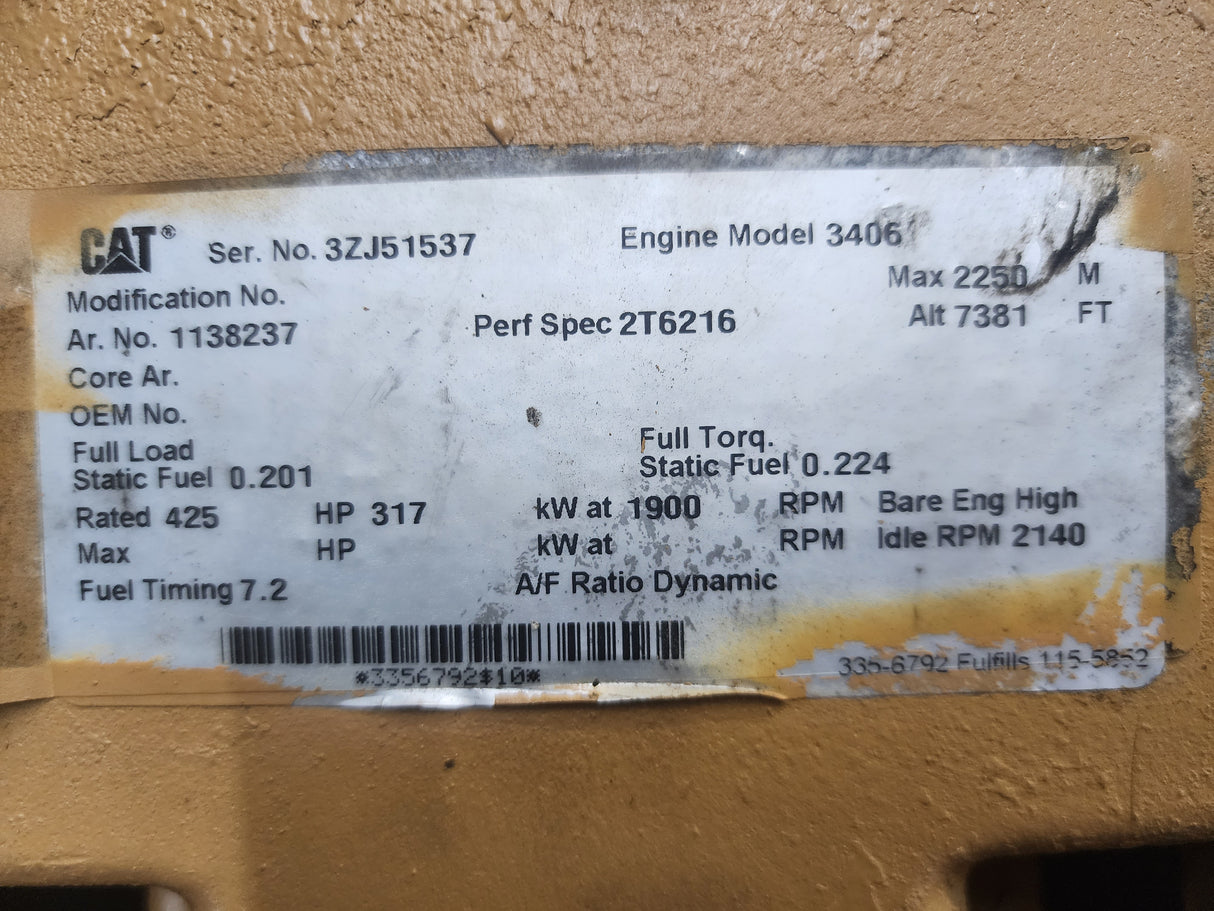 CAT® Ser. No. 3ZJ51537 Engine Model 3406
Modification No. Max 2250 M
Ar. No. 1138237 Perf Spec 2T6216 Alt 7381 FT
Core Ar.
OEM No.
Full Load Full Torq.
Static Fuel 0.201 Static Fuel 0.224
Rated 425 HP 317 kW at 1900 RPM Bare Eng High
Max HP kW at RPM Idle RPM 2140
Fuel Timing 7.2 A/F Ratio Dynamic
*3356792$10* 335-6792 Fulfills 115-5852